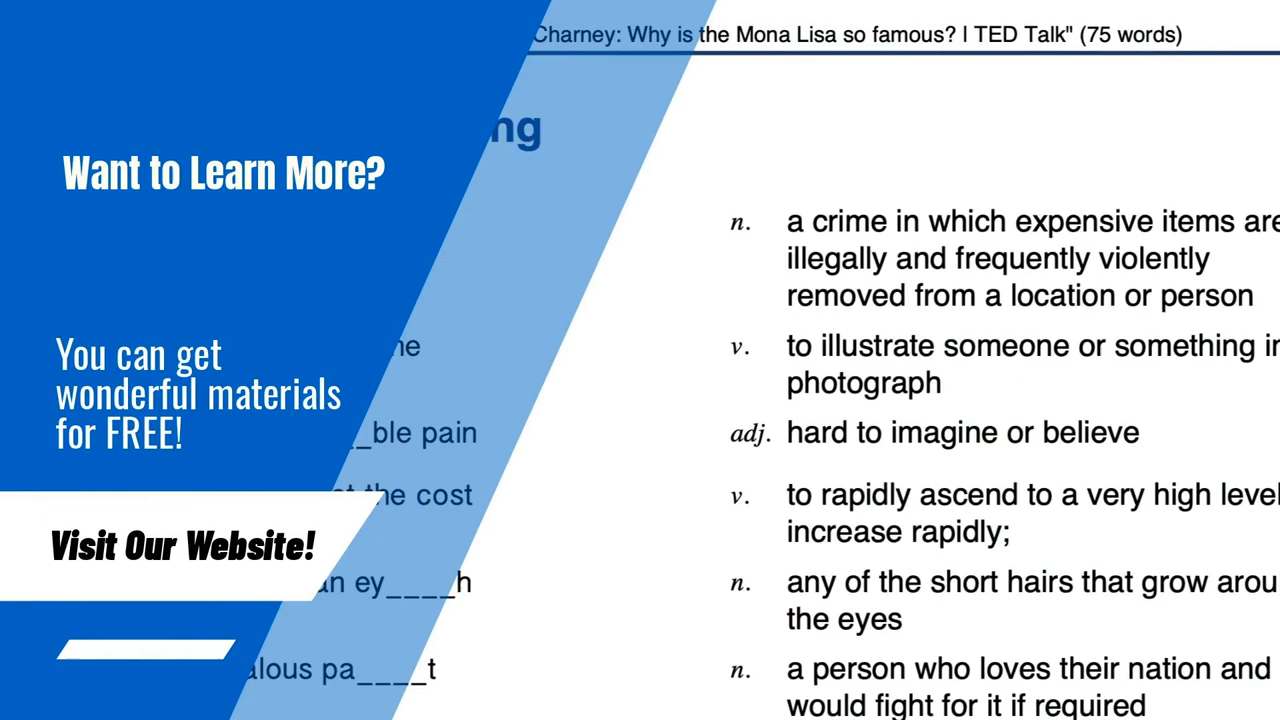 Charney: Why is the Mona Lisa so famous? | TED Talk" (75 words)
ng
Want to Learn More?
You can get
wonderful materials
for FREE!
Visit Our Website!
n. a crime in which expensive items are
illegally and frequently violently
removed from a location or person
he
v. to illustrate someone or something in
photograph
_ble pain
adj. hard to imagine or believe
the cost
v. to rapidly ascend to a very high level
increase rapidly;
an ey____h
n. any of the short hairs that grow arou
the eyes
alous pa____t
n. a person who loves their nation and
would fight for it if required